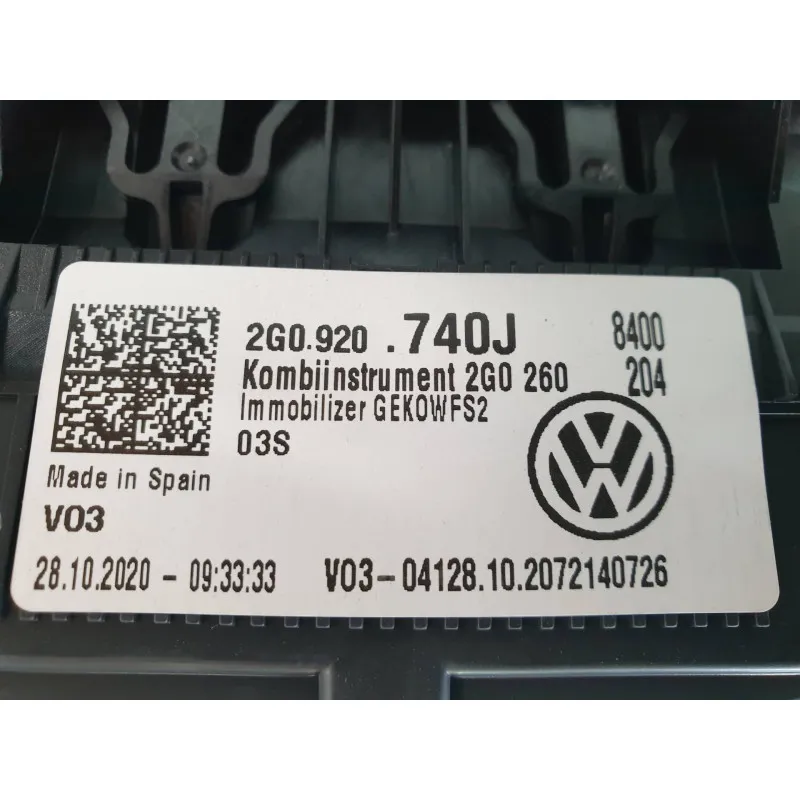 2G0.920 .740J 8400
Kombiinstrument 2G0 260 204
Immobilizer GEKOWFS2
03S
Made in Spain
V03
28.10.2020 - 09:33:33 V03-04128.10.2072140726